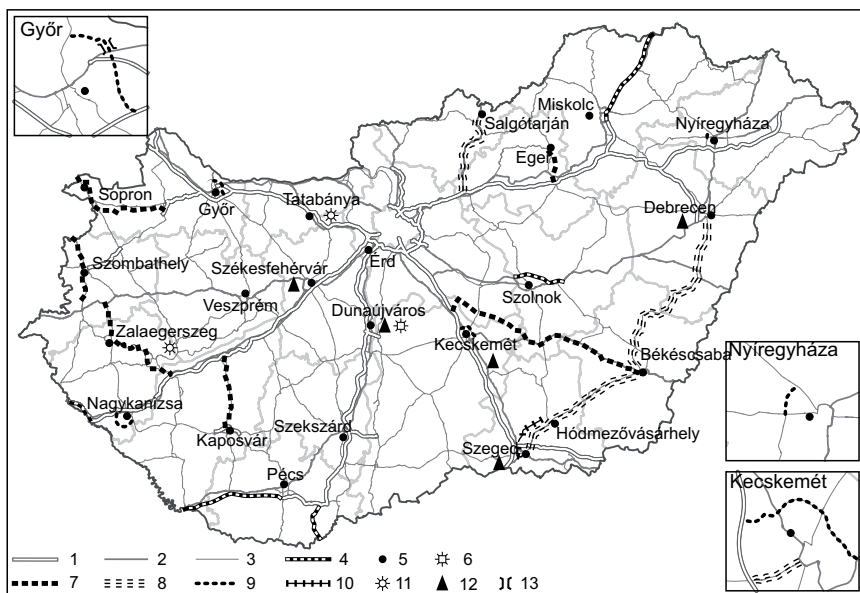 Győr
Salgótarján
Miskolc
Nyíregyháza
Eger
Sopron
Győr
Tatabánya
Debrecen
Szombathely
Székesfehérvár
Érd
Veszprém
Szolnok
Dunaújváros
Zalaegerszeg
Kecskemét
Békéscsaba
Nyíregyháza
Nagykanizsa
Kaposvár
Szekszárd
Hódmezővásárhely
Szeged
Pécs
Kecskemét
1 2 3 4 5 6
7 8 9 10 11 12 13